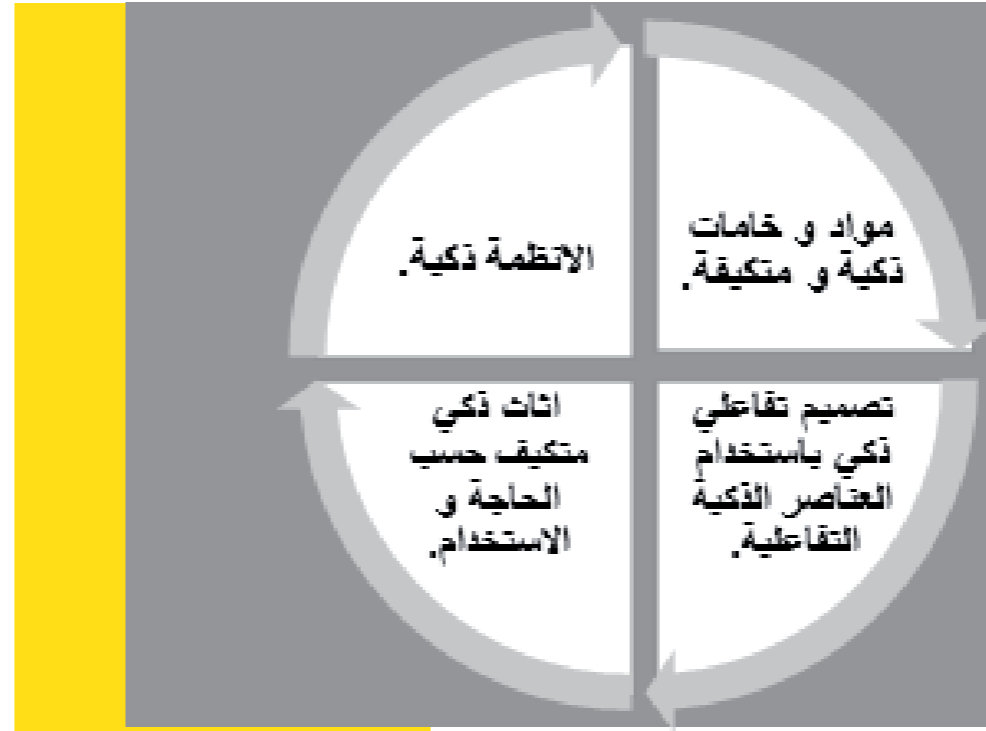 مواد و خامات
ذكية و متكيفة.
الانظمة ذكية.
تصميم تفاعلي
ذكي باستخدام
العناصر الذكية
التفاعلية.
اثاث ذكي
متكيف حسب
الحاجة و
الاستخدام.